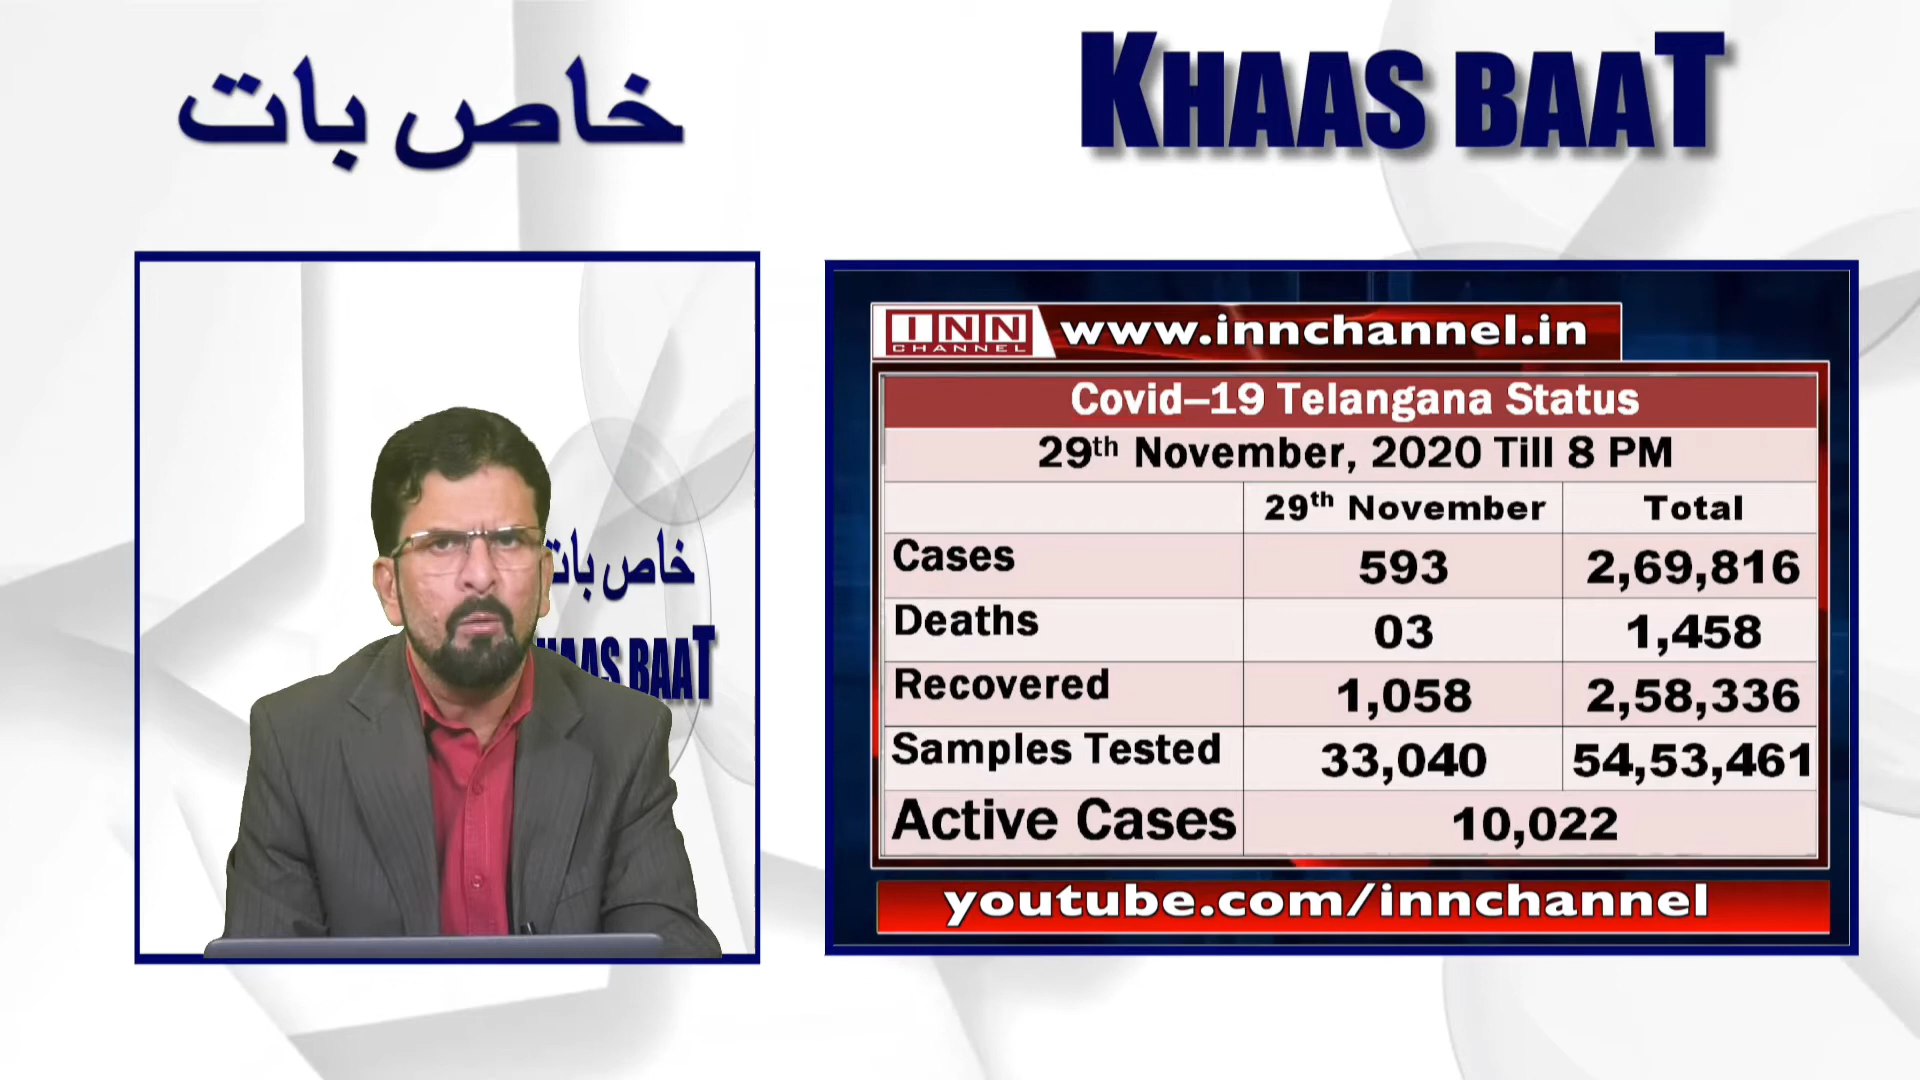 خاص بات
KHAAS BAAT
خاص بات
KHAAS BAAT
INN
CHANNEL
www.innchannel.in
Covid–19 Telangana Status
29th November, 2020 Till 8 PM
29th November Total
Cases 593 2,69,816
Deaths 03 1,458
Recovered 1,058 2,58,336
Samples Tested 33,040 54,53,461
Active Cases 10,022
youtube.com/innchannel